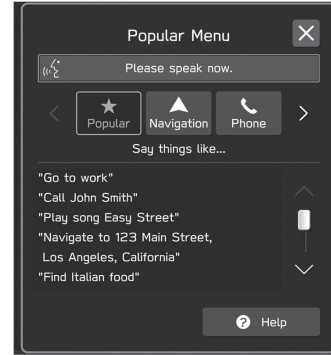 Popular Menu
Please speak now.
Popular
Navigation
Phone
Say things like...
"Go to work"
"Call John Smith"
"Play song Easy Street"
"Navigate to 123 Main Street,
Los Angeles, California"
"Find Italian food"
? Help